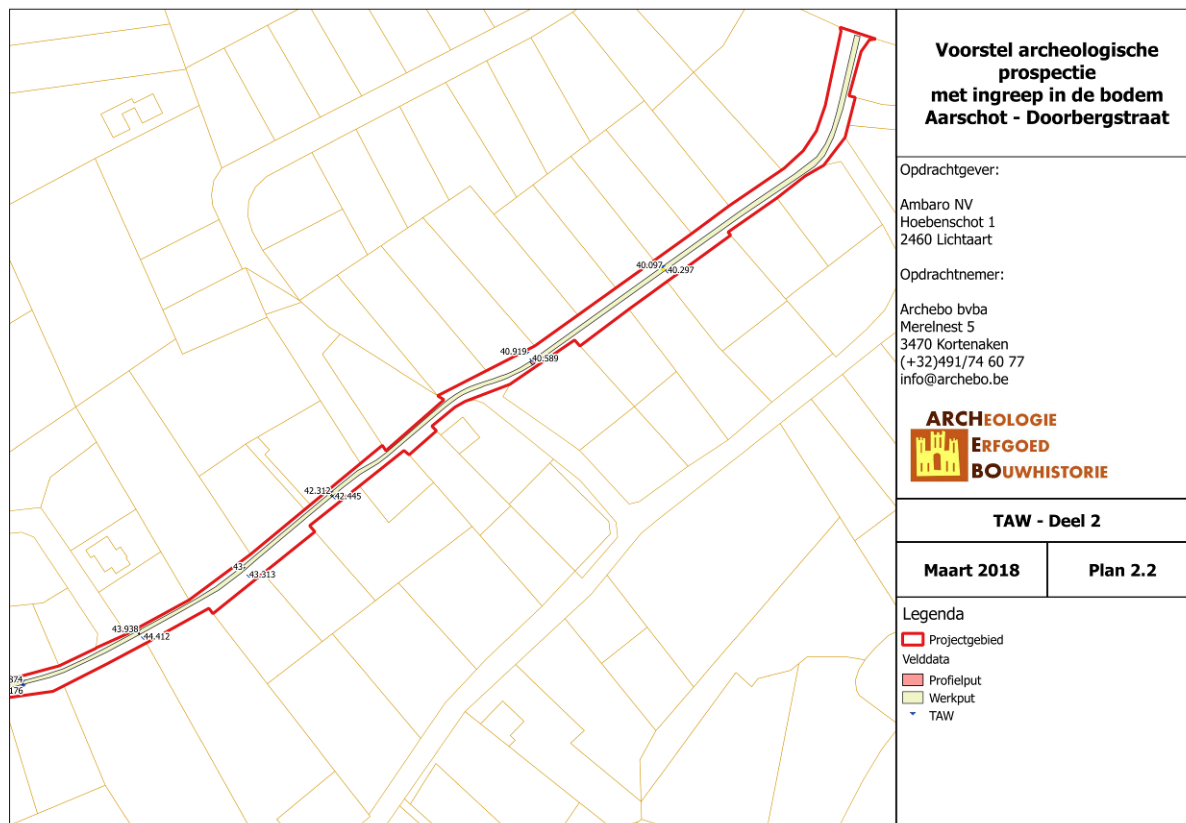 Voorstel archeologische
prospectie
met ingreep in de bodem
Aarschot - Doorbergstraat
Opdrachtgever:
Ambaro NV
Hoebenschot 1
2460 Lichtaart
Opdrachtnemer:
Archebo bvba
Merelnest 5
3470 Kortenaken
(+32)491/74 60 77
info@archebo.be
ARCHEOLOGIE
ERFGOED
BOUWHISTORIE
TAW - Deel 2
Maart 2018
Plan 2.2
Legenda
Projectgebied
Velddata
Profielput
Werkput
TAW
40.097
40.297
40.919
40.589
42.312
42.445
43.
43.313
43.938
44.412
374
176